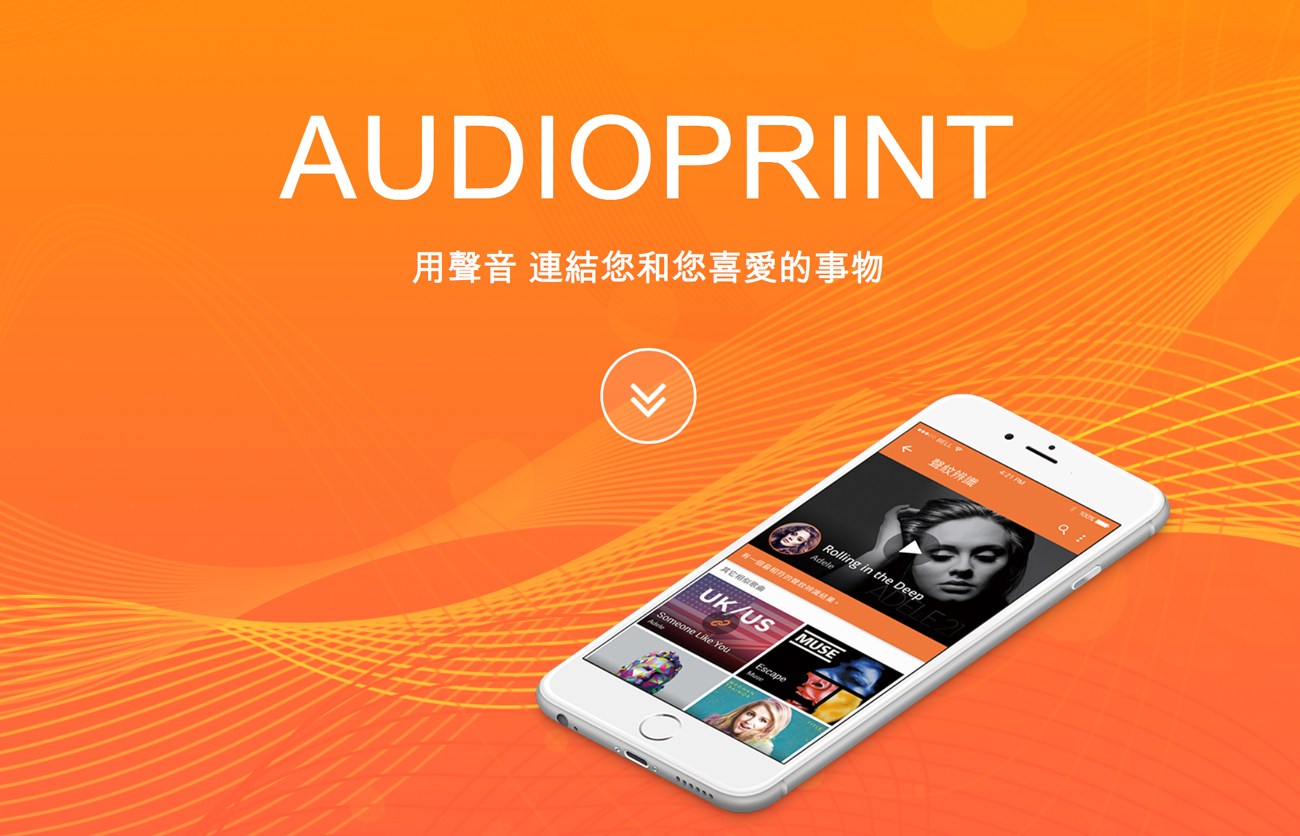 AUDIOPRINT
用聲音 連結您和您喜愛的事物
BELL
4:21 PM
100%
聲紋辨識
Rolling in the Deep
Adele
ADELE 21
有一個最相符的聲紋辨識結果。
其它相似歌曲
UK/US
Someone Like You
Adele
MUSE
Escape
Muse
MEGHAN
TRAINOR
TITLE